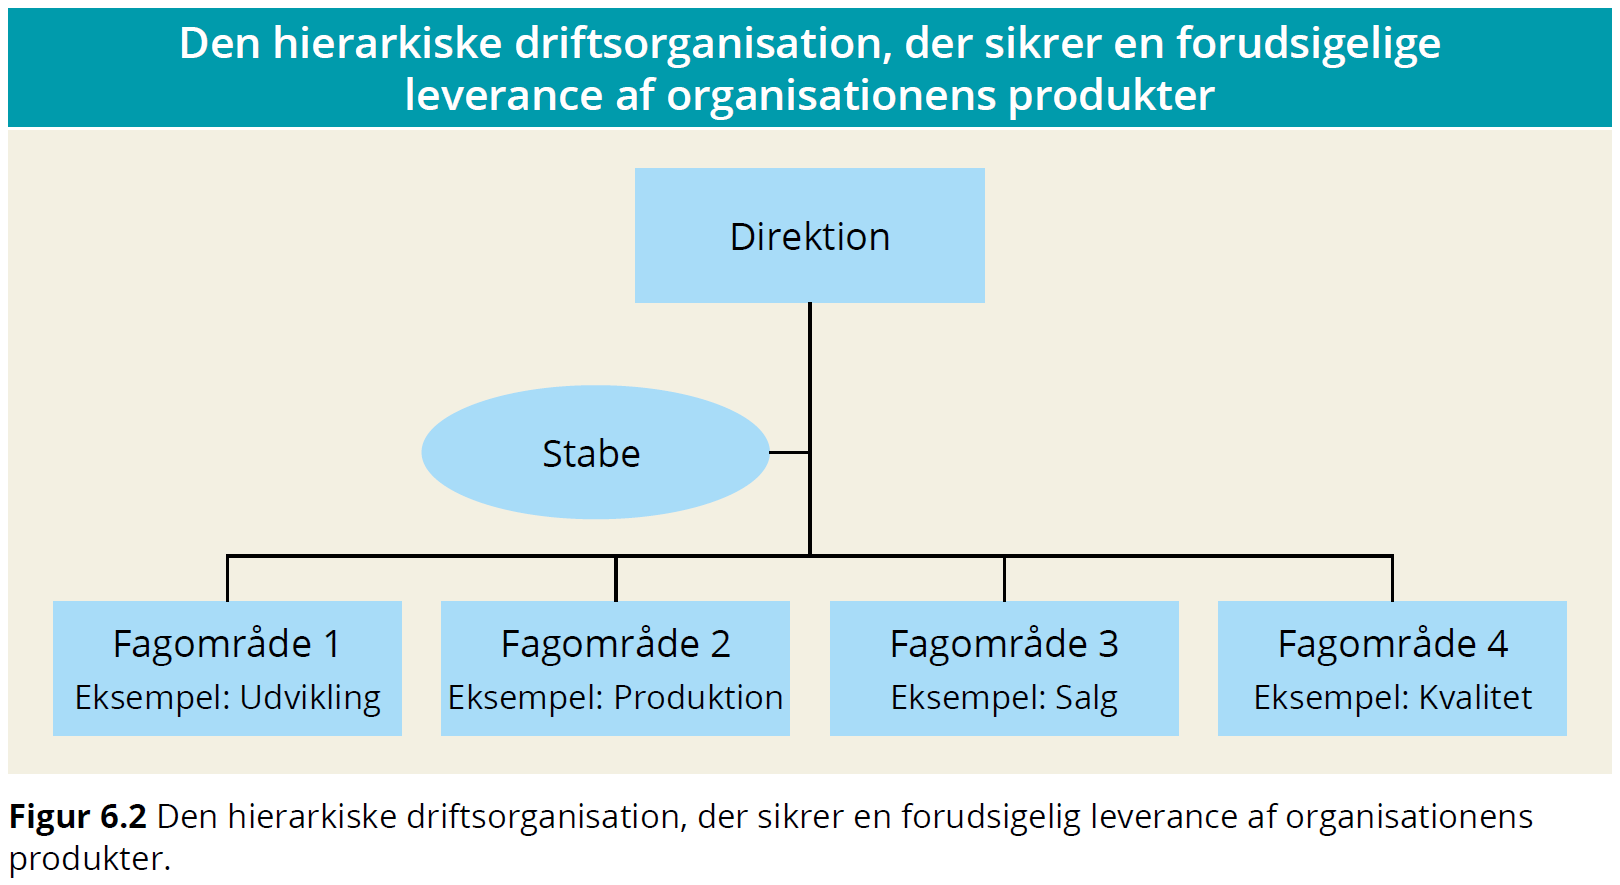 Den hierarkiske driftsorganisation, der sikrer en forudsigelige
leverance af organisationens produkter
Direktion
Stabe
Fagområde 1
Eksempel: Udvikling
Fagområde 2
Eksempel: Produktion
Fagområde 3
Eksempel: Salg
Fagområde 4
Eksempel: Kvalitet
Figur 6.2 Den hierarkiske driftsorganisation, der sikrer en forudsigelig leverance af organisationens
produkter.